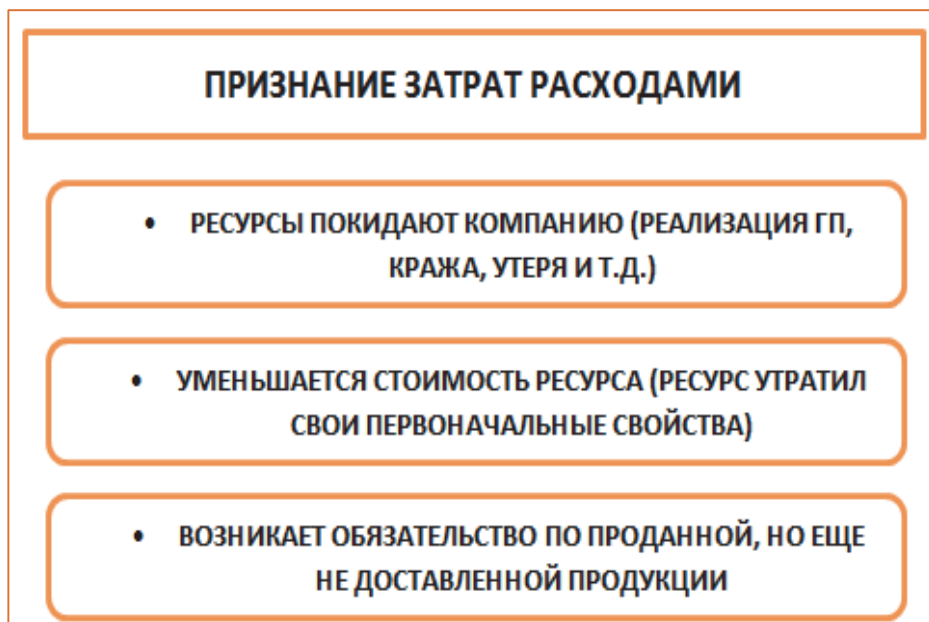 ПРИЗНАНИЕ ЗАТРАТ РАСХОДАМИ
• РЕСУРСЫ ПОКИДАЮТ КОМПАНИЮ (РЕАЛИЗАЦИЯ ГП,
КРАЖА, УТЕРЯ И Т.Д.)
• УМЕНЬШАЕТСЯ СТОИМОСТЬ РЕСУРСА (РЕСУРС УТРАТИЛ
СВОИ ПЕРВОНАЧАЛЬНЫЕ СВОЙСТВА)
• ВОЗНИКАЕТ ОБЯЗАТЕЛЬСТВО ПО ПРОДАННОЙ, НО ЕЩЕ
НЕ ДОСТАВЛЕННОЙ ПРОДУКЦИИ